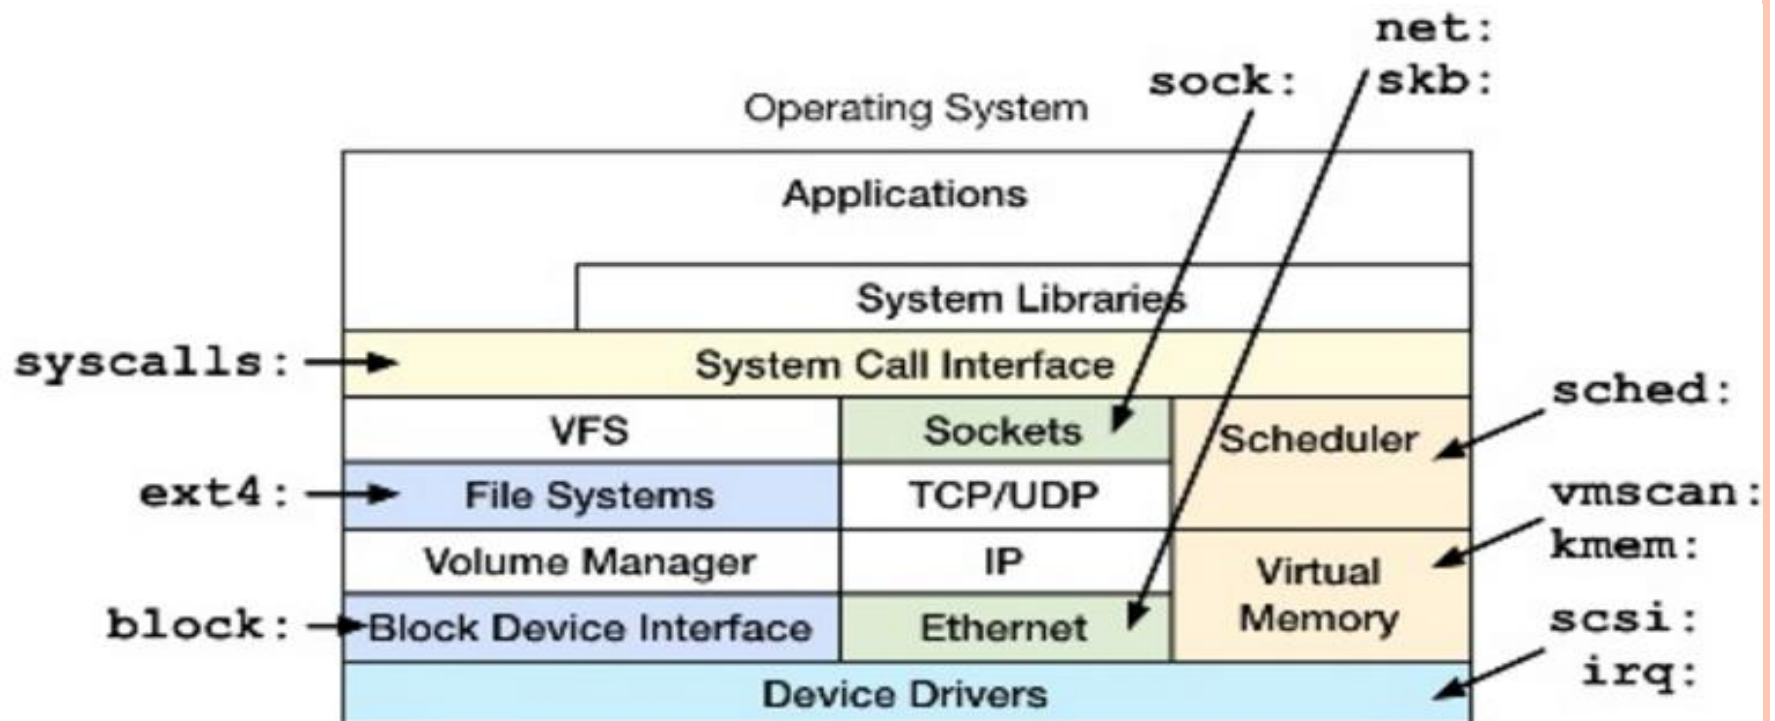 net:
sock: skb:
Operating System
Applications
System Libraries
syscalls: System Call Interface
sched:
VFS Sockets Scheduler
ext4: File Systems TCP/UDP vmscan:
kmem:
Volume Manager IP Virtual
Memory
block: Block Device Interface Ethernet scsi:
irq:
Device Drivers